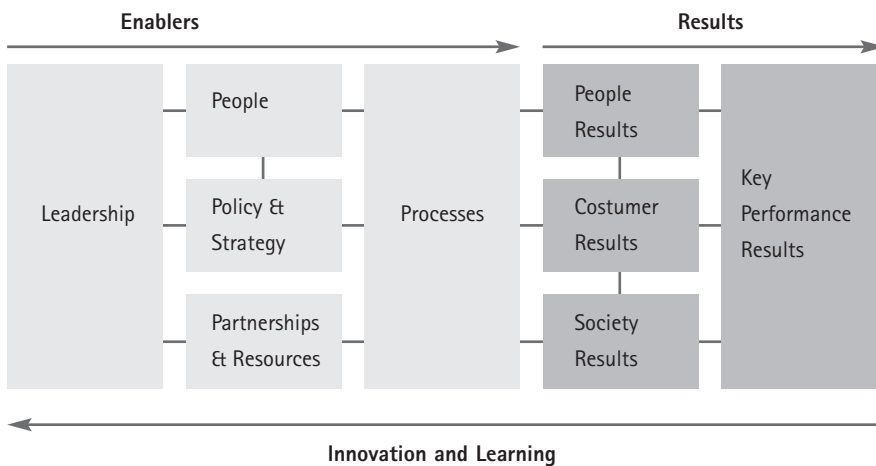 Enablers
Results
Leadership
People
Policy &
Strategy
Partnerships
& Resources
Processes
People
Results
Costumer
Results
Society
Results
Key
Performance
Results
Innovation and Learning